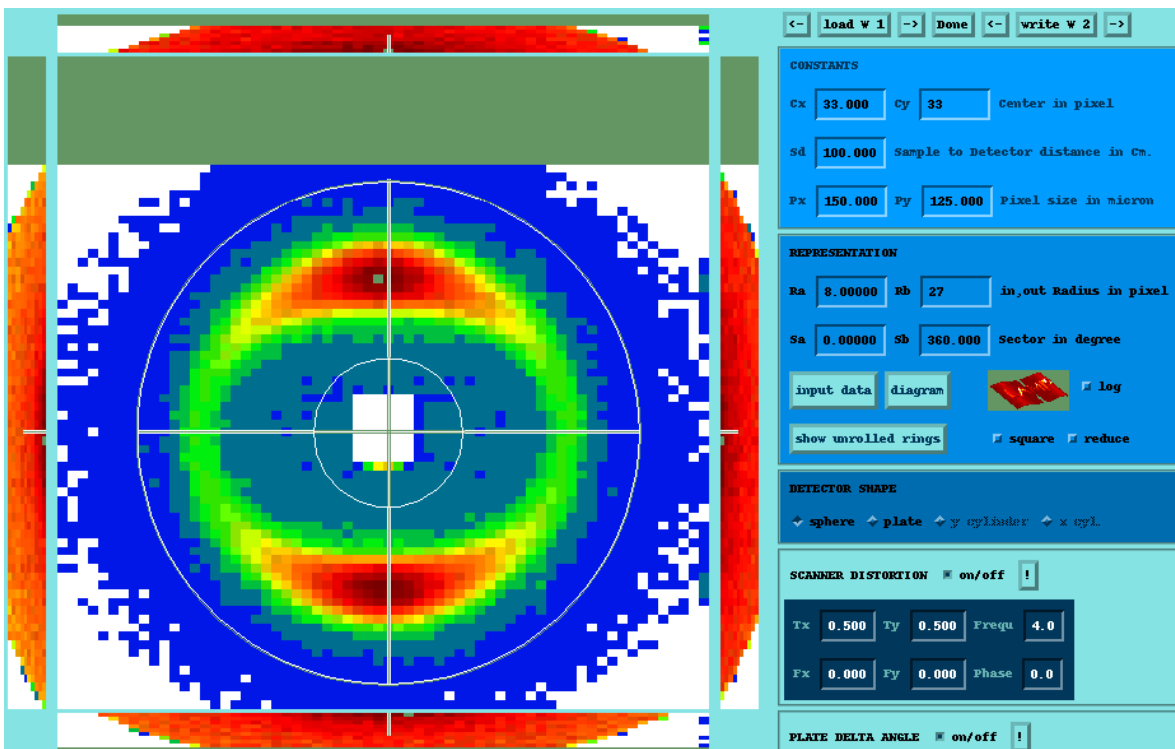 <- load W 1 -> Done <- write W 2 ->
CONSTANTS
Cx 33.000 Cy 33 Center in pixel
Sd 100.000 Sample to Detector distance in Cm.
Px 150.000 Py 125.000 Pixel size in micron
REPRESENTATION
Ra 8.00000 Rb 27 in,out Radius in pixel
Sa 0.00000 Sb 360.000 Sector in degree
input data diagram log
show unrolled rings square reduce
DETECTOR SHAPE
sphere plate y cylinder x cyl.
SCANNER DISTORTION on/off !
Tx 0.500 Ty 0.500 Frequ 4.0
Fx 0.000 Fy 0.000 Phase 0.0
PLATE DELTA ANGLE on/off !